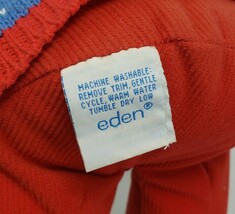 MACHINE WASHABLE:
REMOVE TRIM, GENTLE
CYCLE, WARM WATER
TUMBLE DRY LOW
eden®